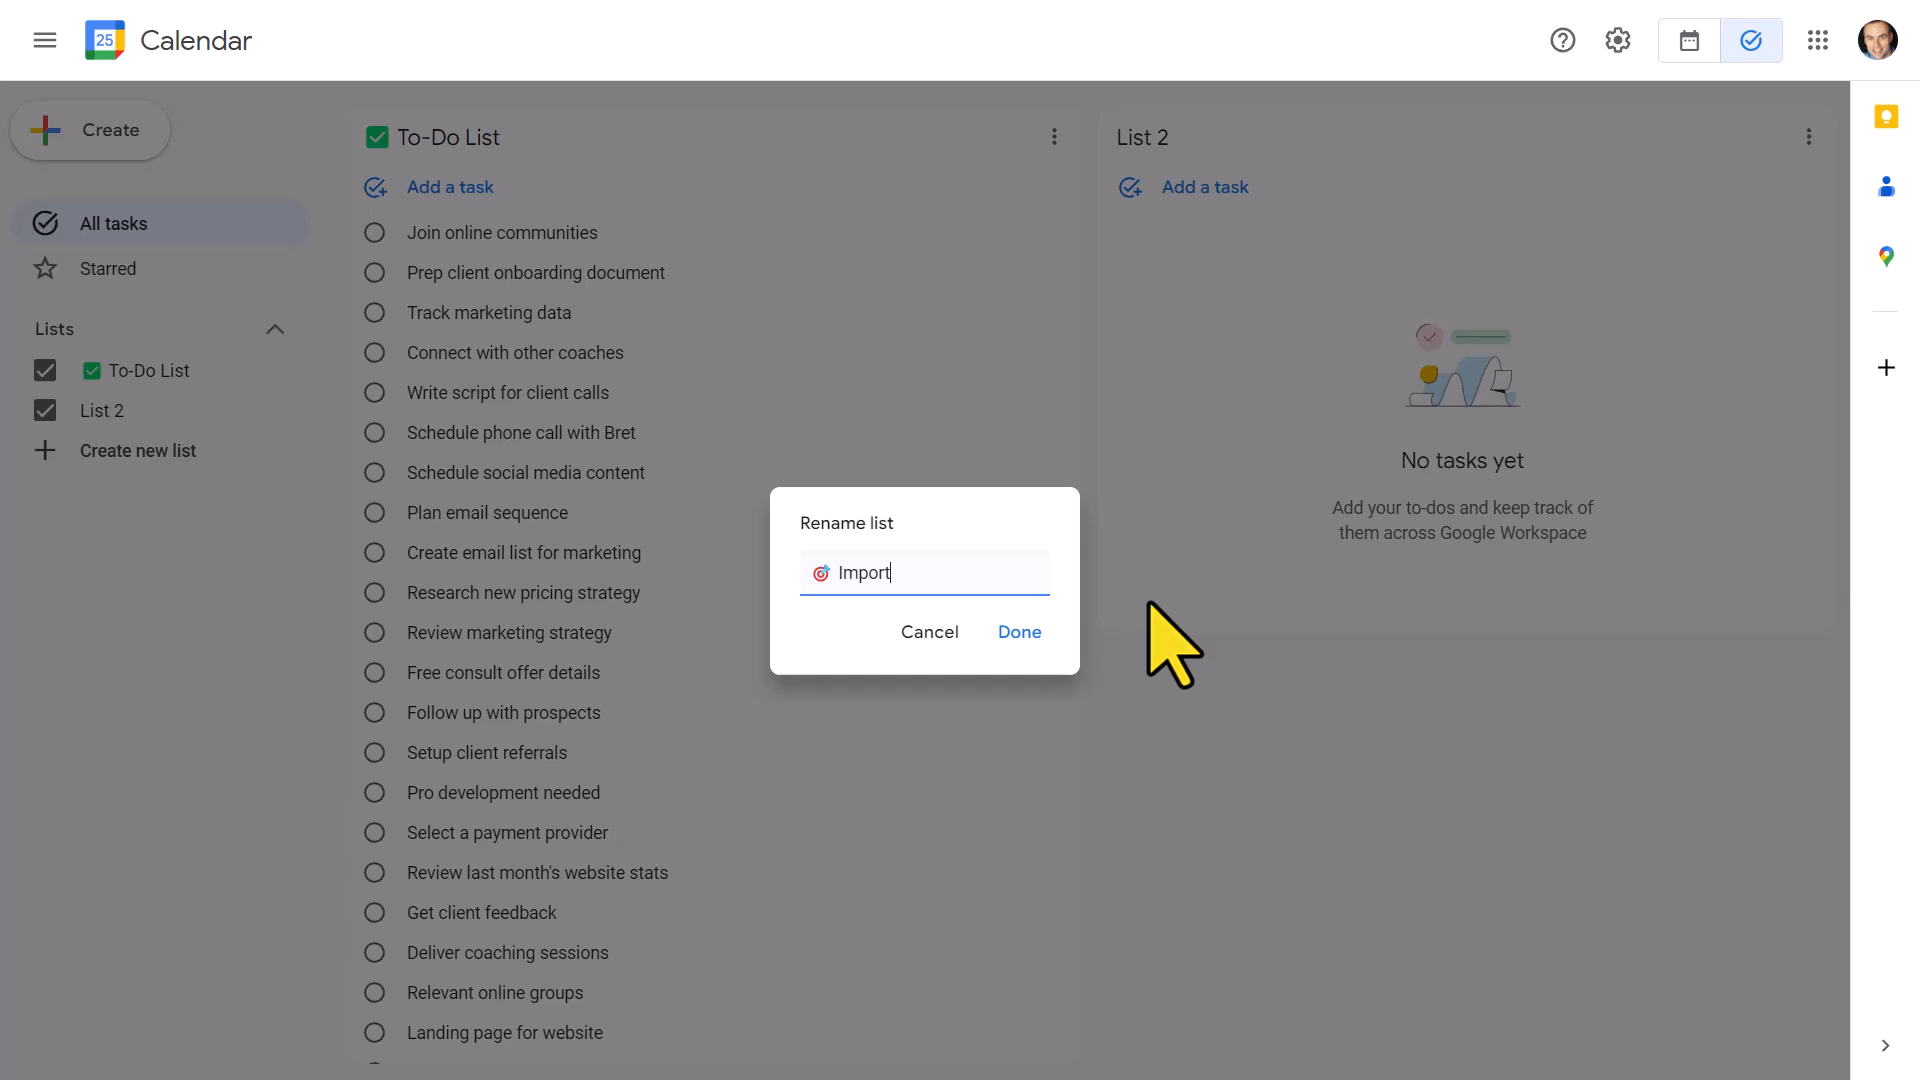 25 Calendar
Create
All tasks
Starred
Lists
✅ To-Do List
List 2
Create new list
✅ To-Do List
Add a task
Join online communities
Prep client onboarding document
Track marketing data
Connect with other coaches
Write script for client calls
Schedule phone call with Bret
Schedule social media content
Plan email sequence
Create email list for marketing
Research new pricing strategy
Review marketing strategy
Free consult offer details
Follow up with prospects
Setup client referrals
Pro development needed
Select a payment provider
Review last month's website stats
Get client feedback
Deliver coaching sessions
Relevant online groups
Landing page for website
Rename list
🎯 Import
Cancel Done
List 2
Add a task
No tasks yet
Add your to-dos and keep track of
them across Google Workspace